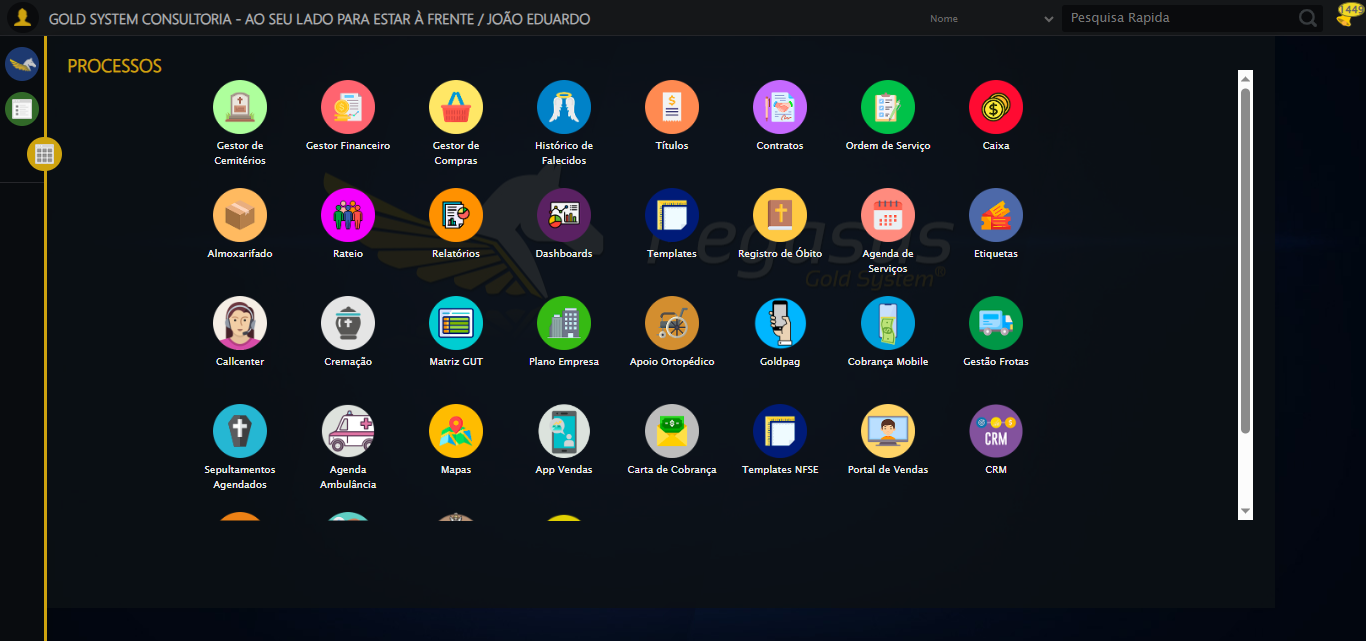 GOLD SYSTEM CONSULTORIA - AO SEU LADO PARA ESTAR À FRENTE / JOÃO EDUARDO
Nome
Pesquisa Rapida
1449
PROCESSOS
Gestor de
Cemitérios
Gestor Financeiro
Gestor de
Compras
Histórico de
Falecidos
Títulos
Contratos
Ordem de Serviço
Caixa
Almoxarifado
Rateio
Relatórios
Dashboards
Templates
Registro de Óbito
Agenda de
Serviços
Etiquetas
Pegasus
Gold System®
Callcenter
Cremação
Matriz GUT
Plano Empresa
Apoio Ortopédico
Goldpag
Cobrança Mobile
Gestão Frotas
CRM
Sepultamentos
Agendados
Agenda
Ambulância
Mapas
App Vendas
Carta de Cobrança
Templates NFSE
Portal de Vendas
CRM